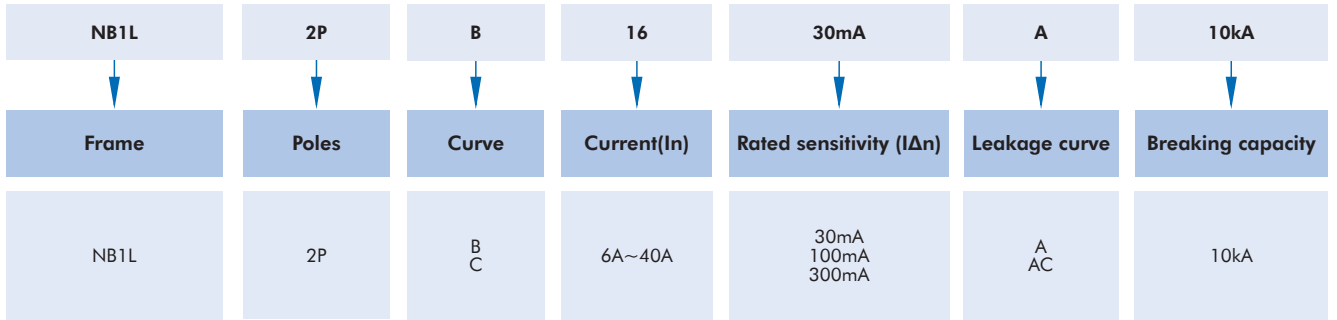 NB1L 2P B 16 30mA A 10kA
Frame Poles Curve Current(In) Rated sensitivity (IΔn) Leakage curve Breaking capacity
NB1L 2P B C 6A~40A 30mA 100mA 300mA A AC 10kA